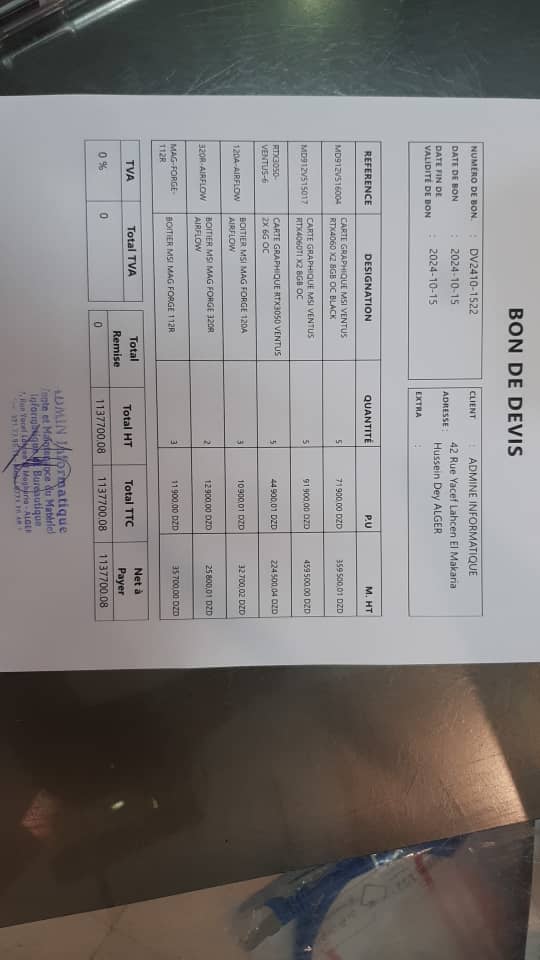 BON DE DEVIS
NUMÉRO DE BON. : DV2410-1522
DATE DE BON : 2024-10-15
DATE FIN DE
VALIDITÉ DE BON : 2024-10-15
CLIENT : ADMINE INFORMATIQUE
ADRESSE : 42 Rue Yacef Lahcen El Makaria
Hussein Dey ALGER
EXTRA :
REFERENCE DESIGNATION QUANTITÉ P.U M. HT
MD912VS16004 CARTE GRAPHIQUE MSI VENTUS
RTX4060 X2 8GB OC BLACK 5 71 900,00 DZD 359 500,01 DZD
MD912VS15017 CARTE GRAPHIQUE MSI VENTUS
RTX4060TI X2 8GB OC 5 91 900,00 DZD 459 500,00 DZD
RTX3050-
VENTUS-6 CARTE GRAPHIQUE RTX3050 VENTUS
2X 6G OC 5 44 900,01 DZD 224 500,04 DZD
120A-AIRFLOW BOITIER MSI MAG FORGE 120A
AIRFLOW 3 10 900,01 DZD 32 700,02 DZD
320R-AIRFLOW BOITIER MSI MAG FORGE 320R
AIRFLOW 2 12 900,00 DZD 25 800,01 DZD
MAG-FORGE-
112R BOITIER MSI MAG FORGE 112R 3 11 900,00 DZD 35 700,00 DZD
TVA Total TVA
0 % 0
Total
Remise Total HT Total TTC Net à
Payer
0 1137700.08 1137700.08 1137700.08
ADMIN Informatique
et Maintenance du Matériel
Informatique & Bureautique
Rue Yacef Lahcen - ALGER